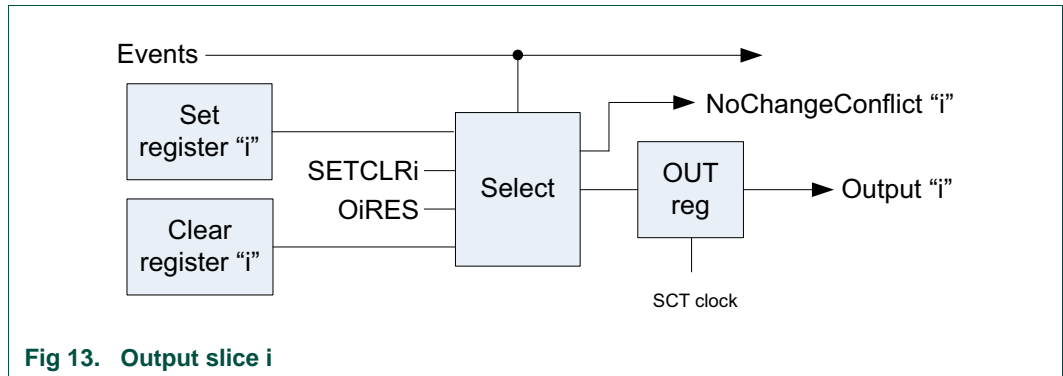 Events
Set
register “i”
NoChangeConflict “i”
SETCLRi
OiRES
Select
OUT
reg
Output “i”
Clear
register “i”
SCT clock
Fig 13. Output slice i